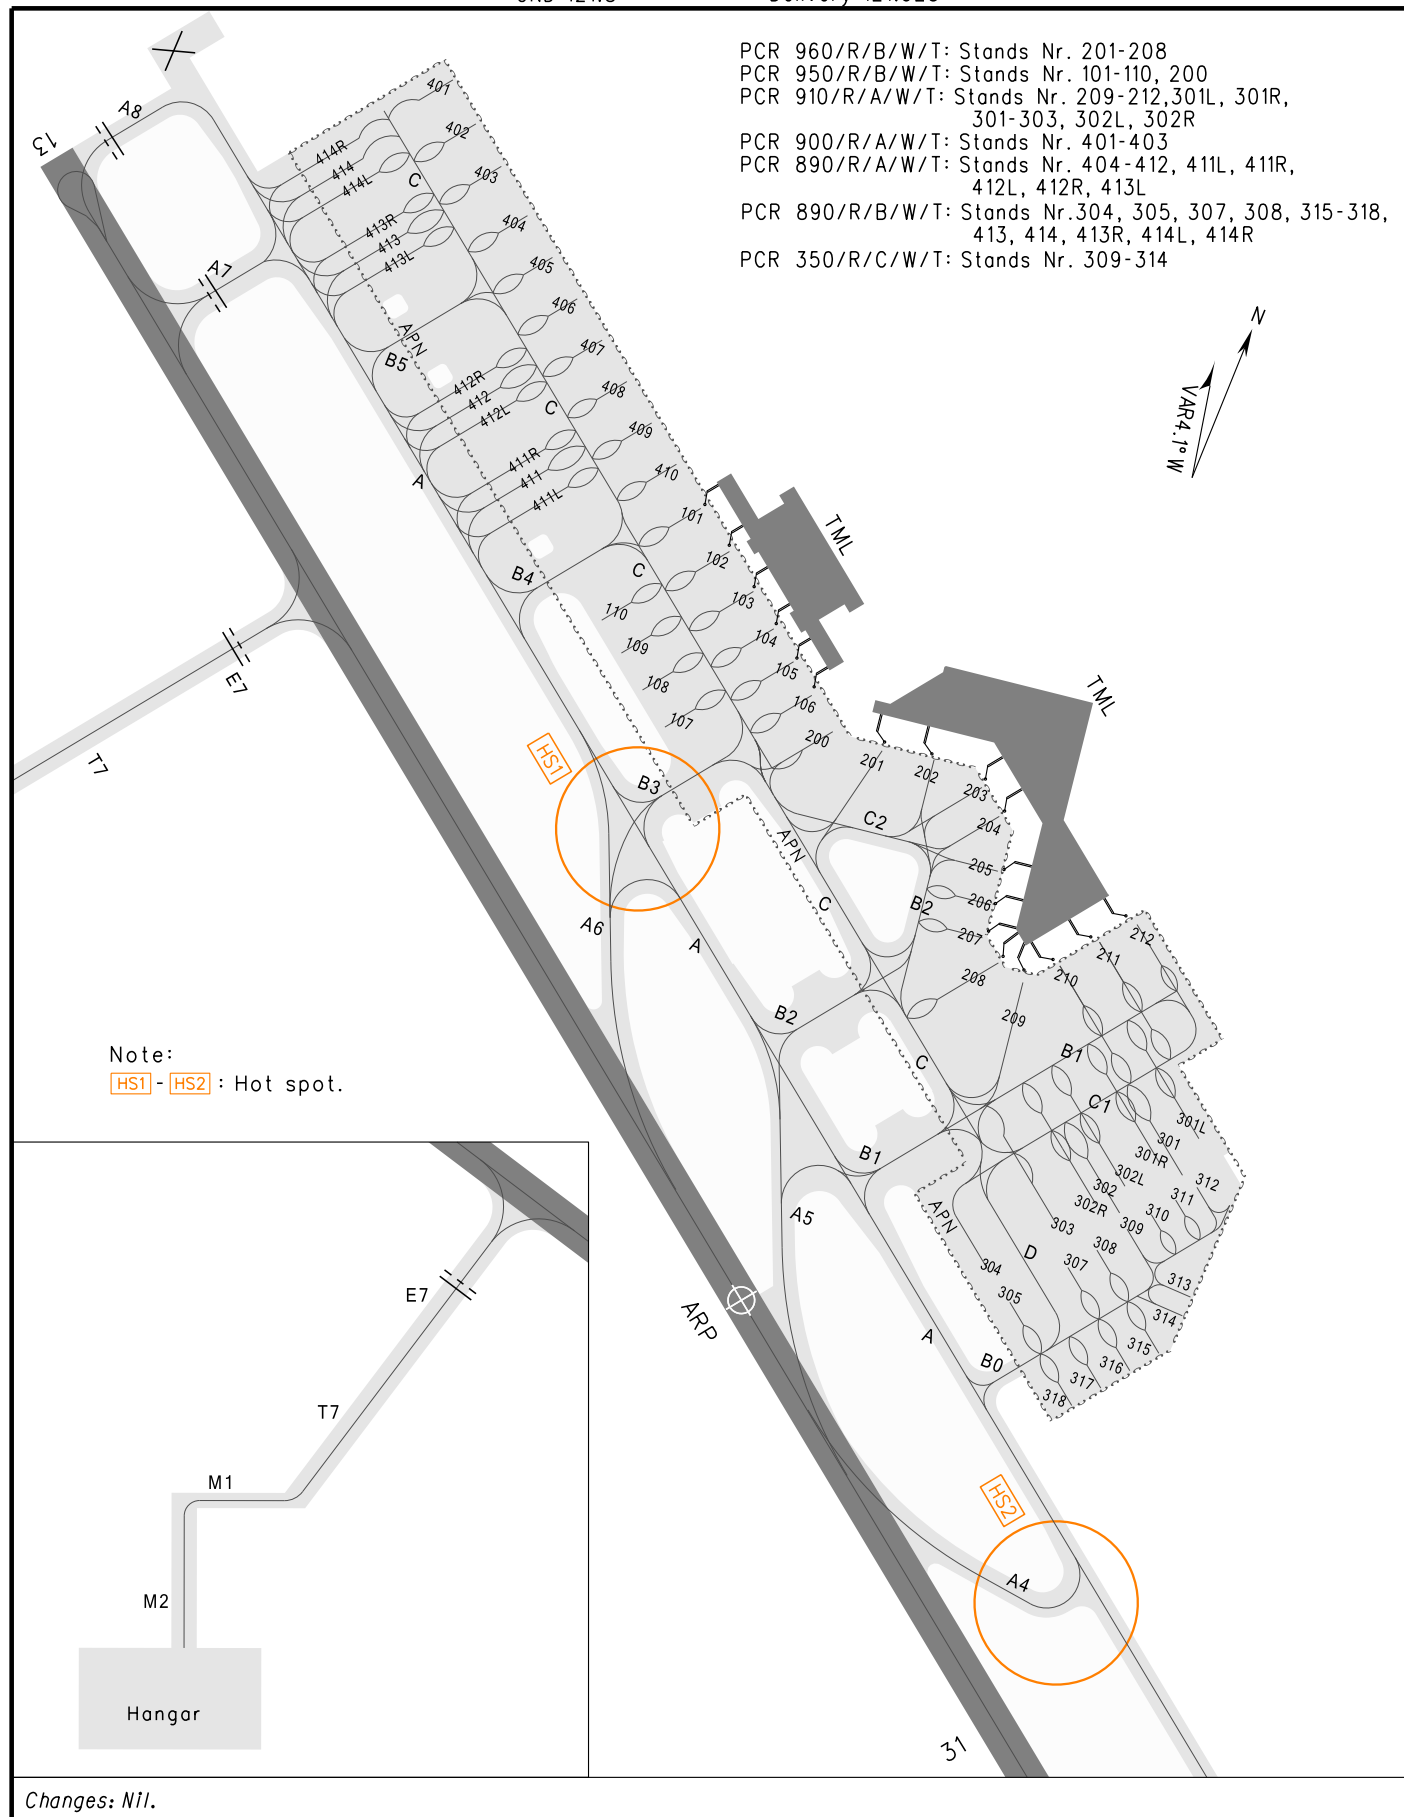 PCR 960/R/B/W/T: Stands Nr. 201-208
PCR 950/R/B/W/T: Stands Nr. 101-110, 200
PCR 910/R/A/W/T: Stands Nr. 209-212,301L, 301R,
301-303, 302L, 302R
PCR 900/R/A/W/T: Stands Nr. 401-403
PCR 890/R/A/W/T: Stands Nr. 404-412, 411L, 411R,
412L, 412R, 413L
PCR 890/R/B/W/T: Stands Nr.304, 305, 307, 308, 315-318,
413, 414, 413R, 414L, 414R
PCR 350/R/C/W/T: Stands Nr. 309-314
N
VAR4.1°W
13
A8
A7
401
402
403
404
405
406
407
408
409
410
414R
414
414L
C
413R
413
413L
APN
B5
412R
412
412L
C
A
411R
411
411L
B4
C
101
102
103
104
105
106
110
109
108
107
200
TML
TML
E7
T7
HS1
B3
A6
A
APN
C
C2
201
202
203
204
205
206
207
208
209
210
211
212
B2
B2
C
B1
B1
C1
301L
301
301R
302L
302
302R
303
304
305
307
308
309
310
311
312
313
314
315
316
317
318
APN
D
A5
A
B0
ARP
HS2
A4
31
Note:
HS1 - HS2 : Hot spot.
E7
T7
M1
M2
Hangar
Changes: Nil.